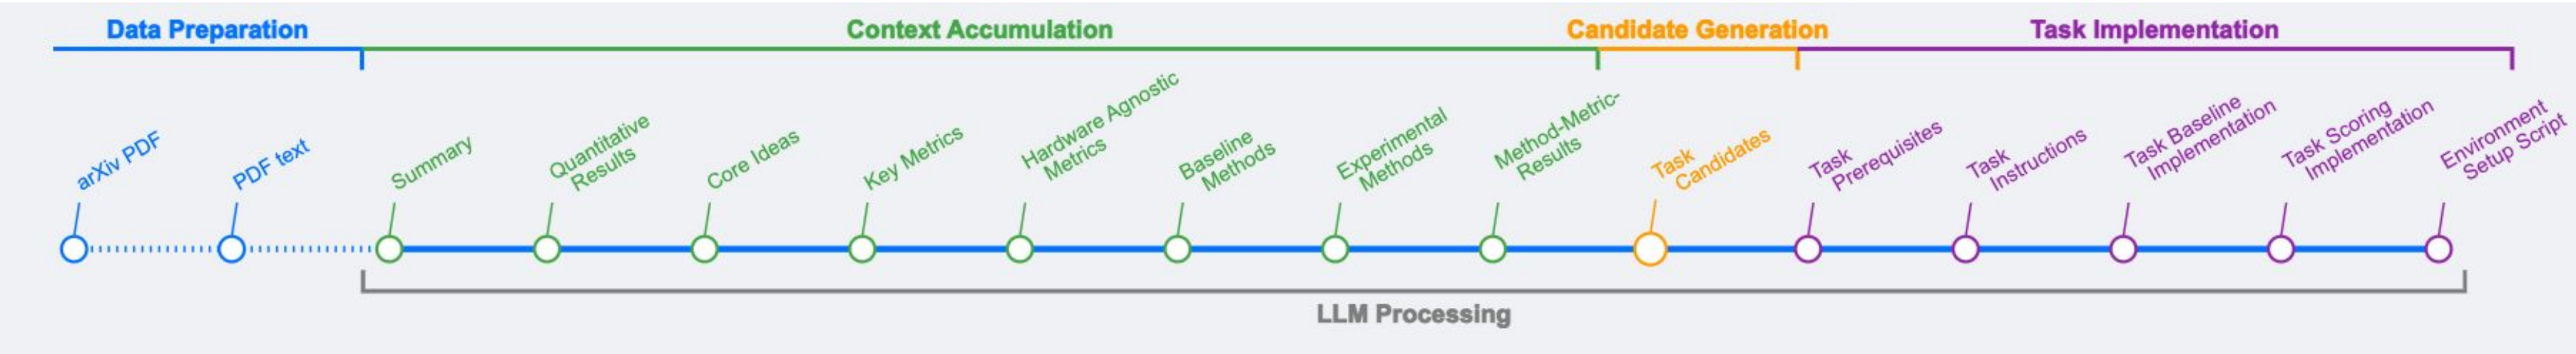 Data Preparation
Context Accumulation
Candidate Generation
Task Implementation
arXiv PDF
PDF text
Summary
Quantitative
Results
Core Ideas
Key Metrics
Hardware Agnostic
Metrics
Baseline
Methods
Experimental
Methods
Method-Metric-
Results
Task
Candidates
Task
Prerequisites
Task
Instructions
Task Baseline
Implementation
Task Scoring
Implementation
Environment
Setup Script
LLM Processing